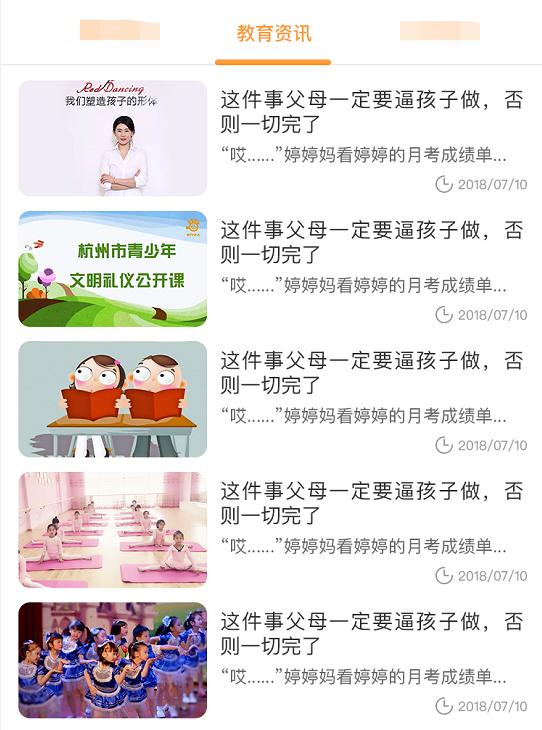 教育资讯
Red Dancing
我们塑造孩子的形体
这件事父母一定要逼孩子做，否
则一切完了
“哎......”婷婷妈看婷婷的月考成绩单...
2018/07/10
杭州市青少年
文明礼仪公开课
这件事父母一定要逼孩子做，否
则一切完了
“哎......”婷婷妈看婷婷的月考成绩单...
2018/07/10
这件事父母一定要逼孩子做，否
则一切完了
“哎......”婷婷妈看婷婷的月考成绩单...
2018/07/10
这件事父母一定要逼孩子做，否
则一切完了
“哎......”婷婷妈看婷婷的月考成绩单...
2018/07/10
这件事父母一定要逼孩子做，否
则一切完了
“哎......”婷婷妈看婷婷的月考成绩单...
2018/07/10